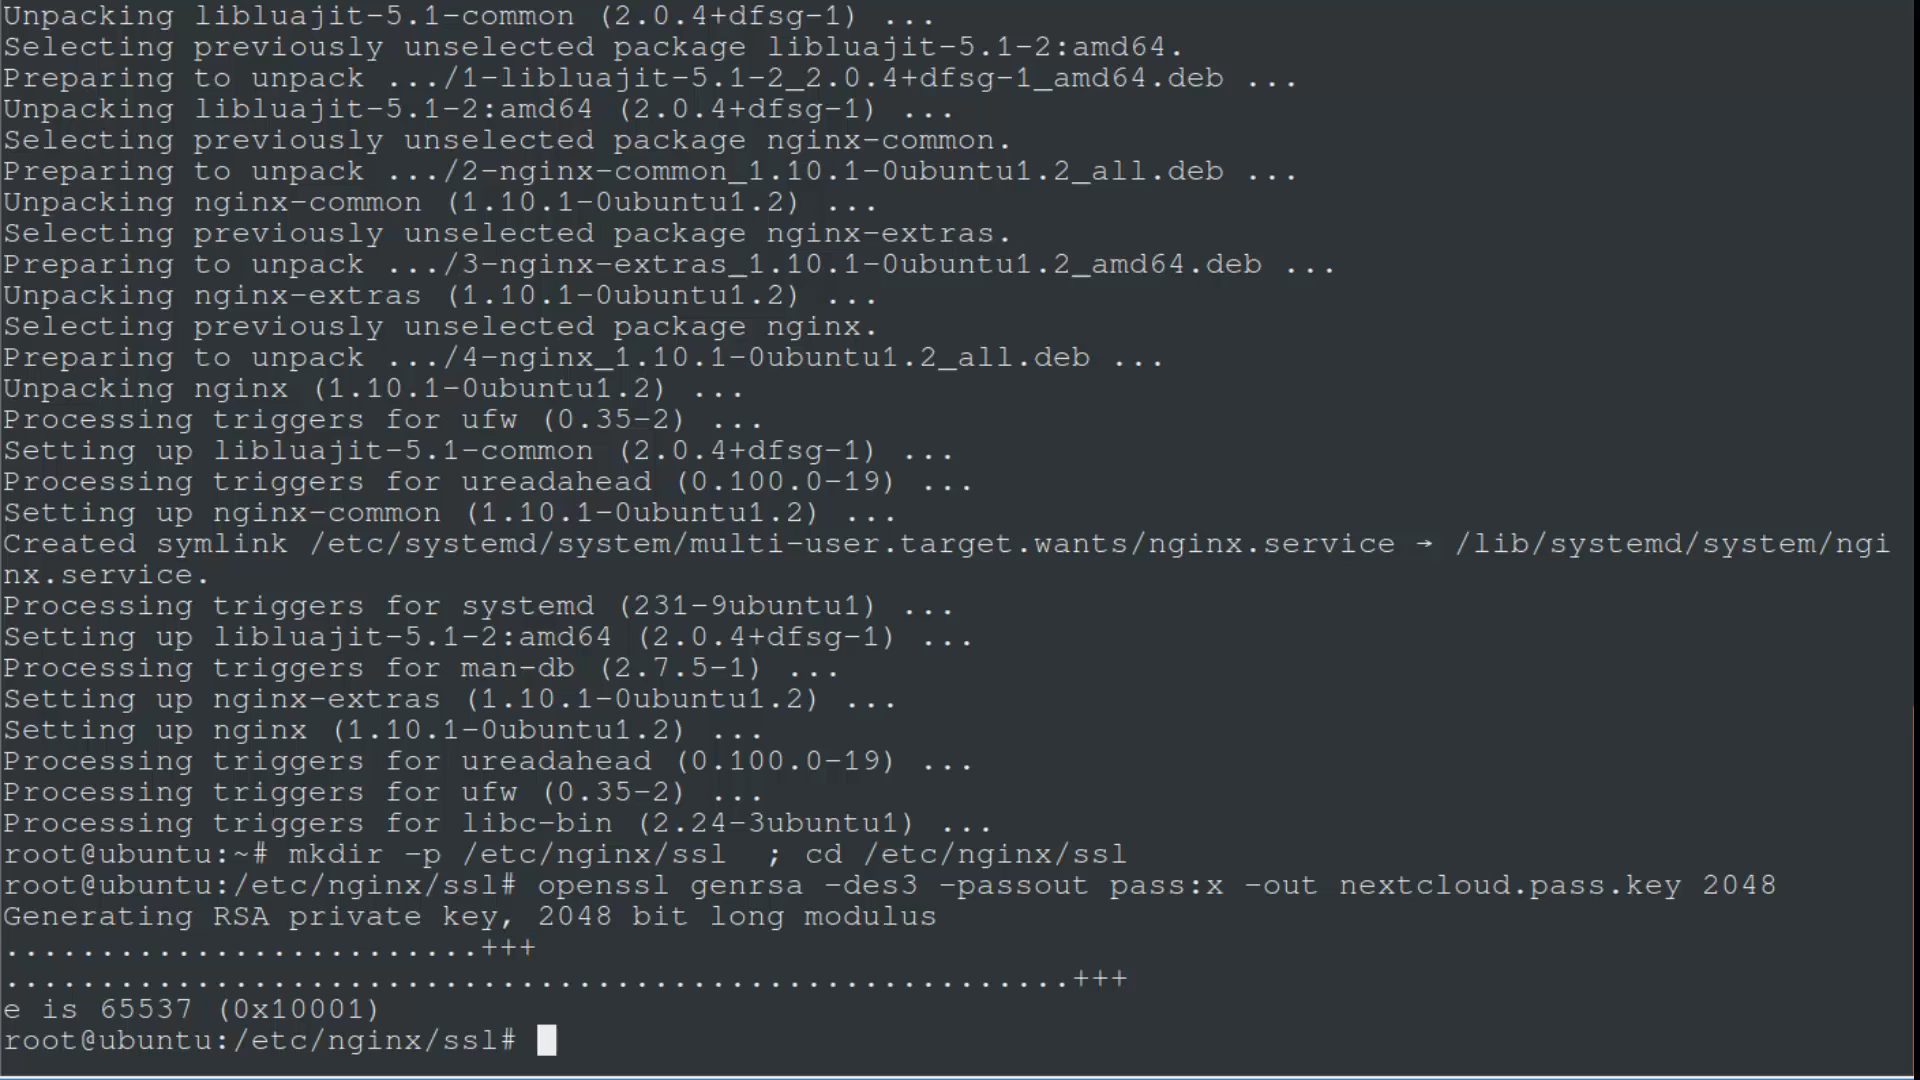 Unpacking libluajit-5.1-common (2.0.4+dfsg-1) ...
Selecting previously unselected package libluajit-5.1-2:amd64.
Preparing to unpack .../1-libluajit-5.1-2_2.0.4+dfsg-1_amd64.deb ...
Unpacking libluajit-5.1-2:amd64 (2.0.4+dfsg-1) ...
Selecting previously unselected package nginx-common.
Preparing to unpack .../2-nginx-common_1.10.1-0ubuntu1.2_all.deb ...
Unpacking nginx-common (1.10.1-0ubuntu1.2) ...
Selecting previously unselected package nginx-extras.
Preparing to unpack .../3-nginx-extras_1.10.1-0ubuntu1.2_amd64.deb ...
Unpacking nginx-extras (1.10.1-0ubuntu1.2) ...
Selecting previously unselected package nginx.
Preparing to unpack .../4-nginx_1.10.1-0ubuntu1.2_all.deb ...
Unpacking nginx (1.10.1-0ubuntu1.2) ...
Processing triggers for ufw (0.35-2) ...
Setting up libluajit-5.1-common (2.0.4+dfsg-1) ...
Processing triggers for ureadahead (0.100.0-19) ...
Setting up nginx-common (1.10.1-0ubuntu1.2) ...
Created symlink /etc/systemd/system/multi-user.target.wants/nginx.service → /lib/systemd/system/ngi
nx.service.
Processing triggers for systemd (231-9ubuntu1) ...
Setting up libluajit-5.1-2:amd64 (2.0.4+dfsg-1) ...
Processing triggers for man-db (2.7.5-1) ...
Setting up nginx-extras (1.10.1-0ubuntu1.2) ...
Setting up nginx (1.10.1-0ubuntu1.2) ...
Processing triggers for ureadahead (0.100.0-19) ...
Processing triggers for ufw (0.35-2) ...
Processing triggers for libc-bin (2.24-3ubuntu1) ...
root@ubuntu:~# mkdir -p /etc/nginx/ssl  ; cd /etc/nginx/ssl
root@ubuntu:/etc/nginx/ssl# openssl genrsa -des3 -passout pass:x -out nextcloud.pass.key 2048
Generating RSA private key, 2048 bit long modulus
.........................+++
........................................................+++
e is 65537 (0x10001)
root@ubuntu:/etc/nginx/ssl#